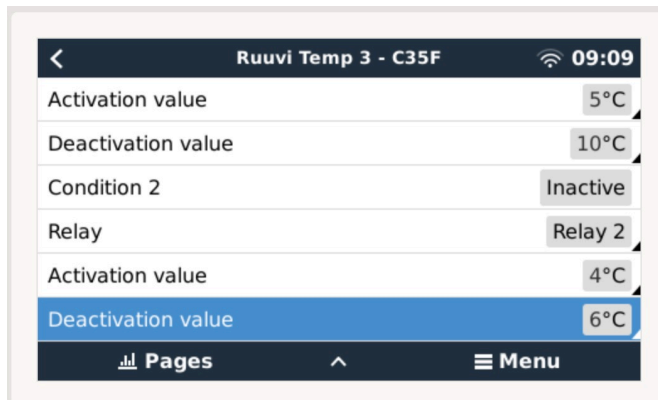 Ruuvi Temp 3 - C35F 09:09
Activation value 5°C
Deactivation value 10°C
Condition 2 Inactive
Relay Relay 2
Activation value 4°C
Deactivation value 6°C
Pages Menu